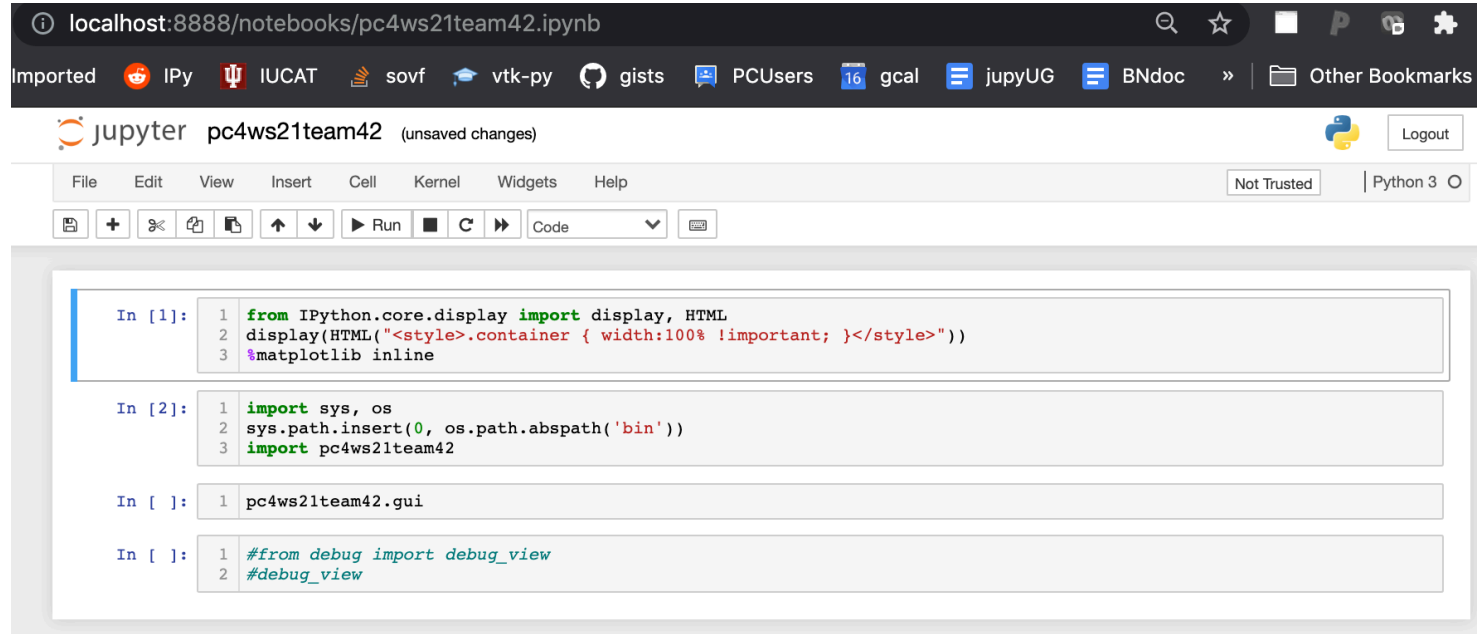 localhost:8888/notebooks/pc4ws21team42.ipynb
Imported IPy IUCAT sovf vtk-py gists PCUsers 16 gcal jupyUG BNdoc » Other Bookmarks
jupyter pc4ws21team42 (unsaved changes) Logout
File Edit View Insert Cell Kernel Widgets Help Not Trusted Python 3
Run Code
In [1]: 1 from IPython.core.display import display, HTML
2 display(HTML("<style>.container { width:100% !important; }</style>"))
3 %matplotlib inline
In [2]: 1 import sys, os
2 sys.path.insert(0, os.path.abspath('bin'))
3 import pc4ws21team42
In [ ]: 1 pc4ws21team42.gui
In [ ]: 1 #from debug import debug_view
2 #debug_view